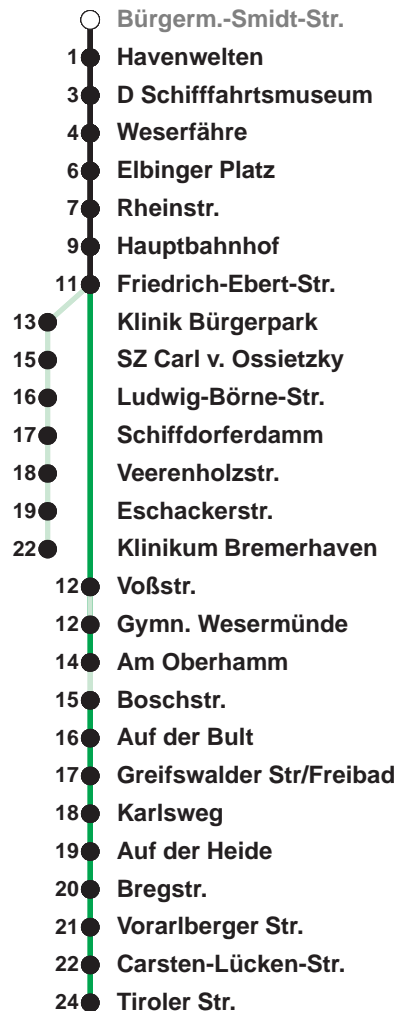 Bürgerm.-Smidt-Str.
1 Havenwelten
3 D Schifffahrtsmuseum
4 Weserfähre
6 Elbinger Platz
7 Rheinstr.
9 Hauptbahnhof
11 Friedrich-Ebert-Str.
13 Klinik Bürgerpark
15 SZ Carl v. Ossietzky
16 Ludwig-Börne-Str.
17 Schiffdorferdamm
18 Veerenholzstr.
19 Eschackerstr.
22 Klinikum Bremerhaven
12 Voßstr.
12 Gymn. Wesermünde
14 Am Oberhamm
15 Boschstr.
16 Auf der Bult
17 Greifswalder Str/Freibad
18 Karlsweg
19 Auf der Heide
20 Bregstr.
21 Vorarlberger Str.
22 Carsten-Lücken-Str.
24 Tiroler Str.